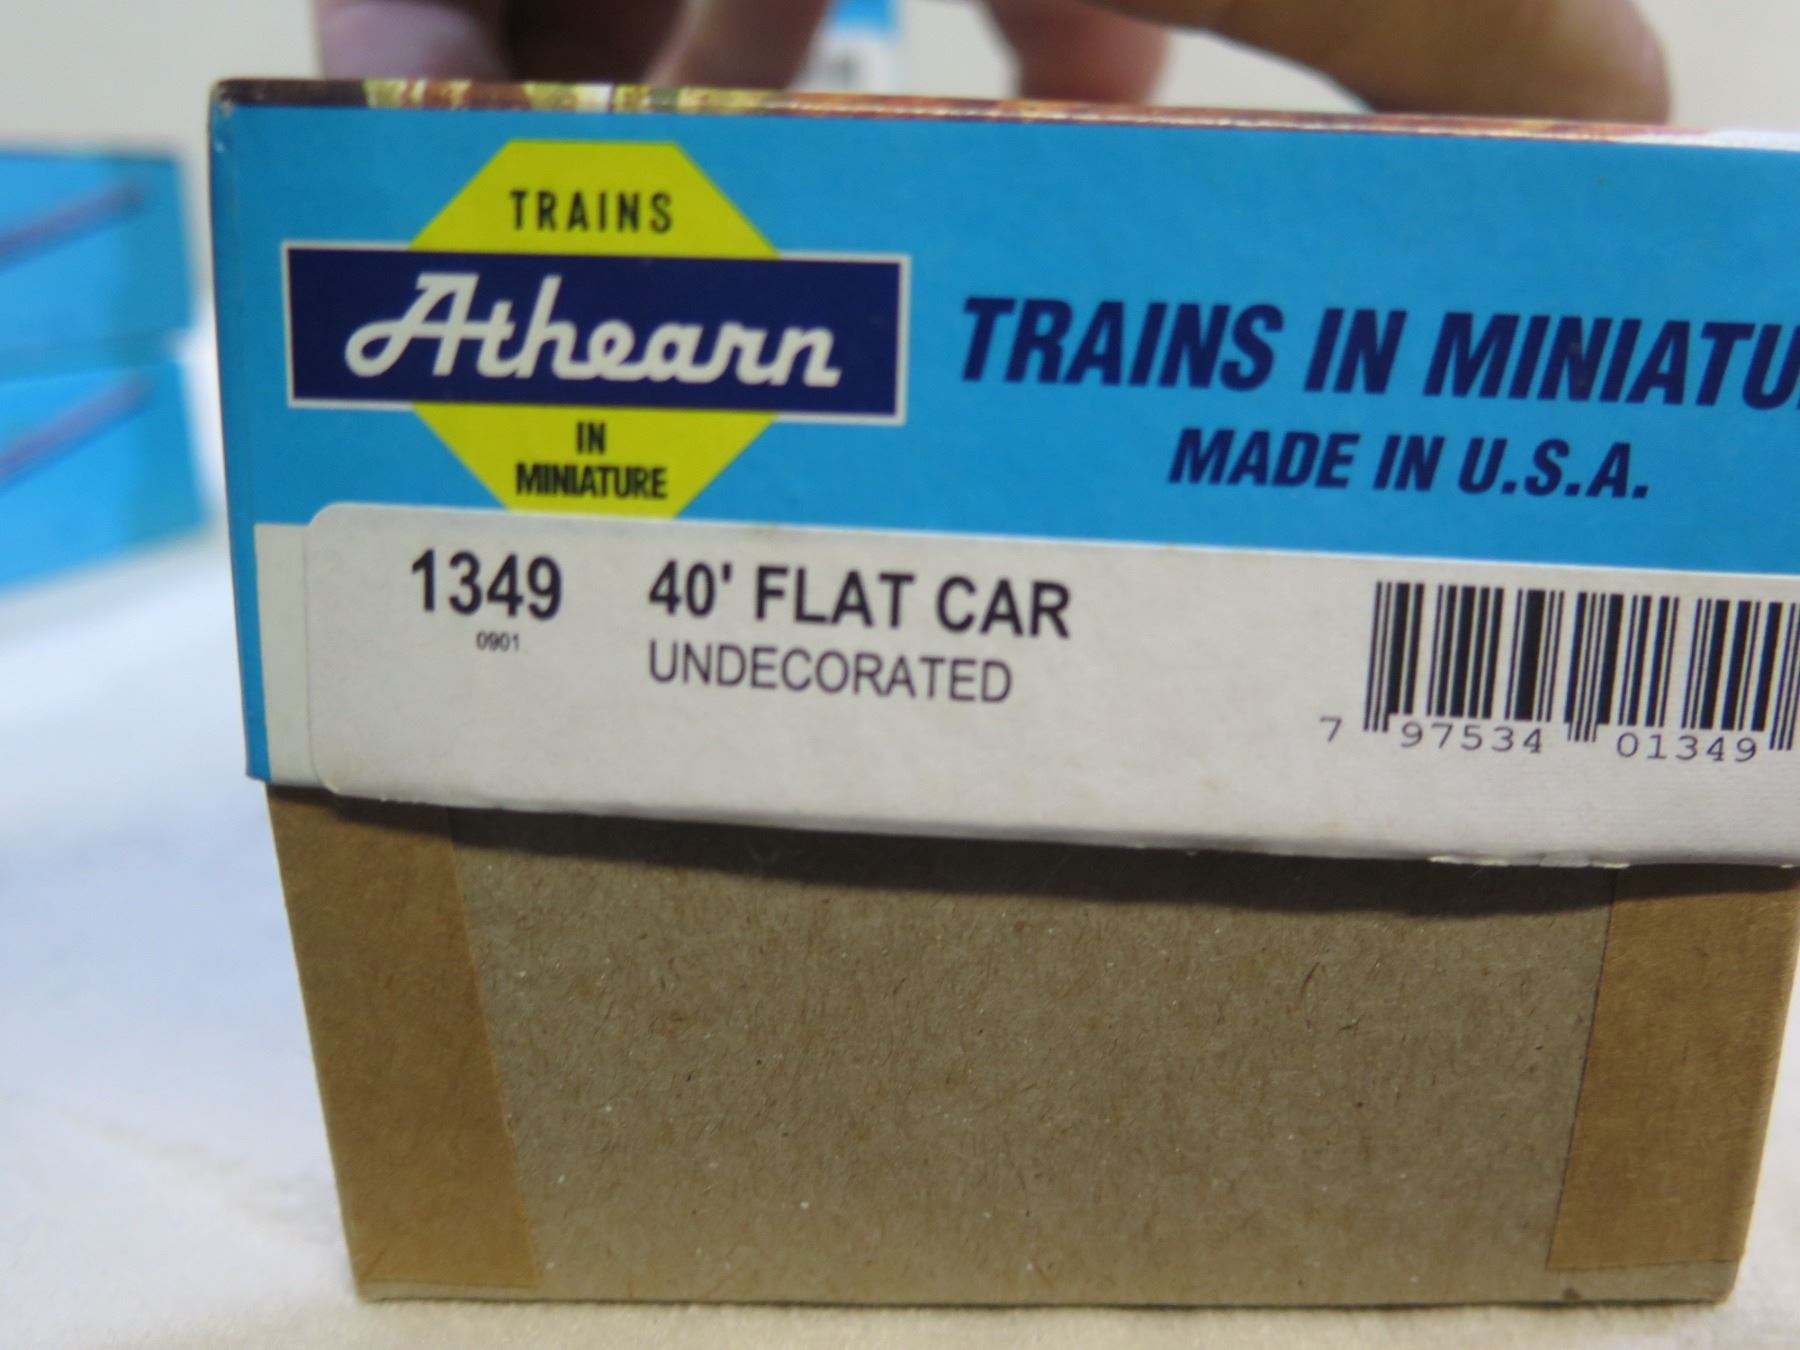 TRAINS
Athearn
IN
MINIATURE
TRAINS IN MINIATU
MADE IN U.S.A.
1349
0901
40' FLAT CAR
UNDECORATED
7 97534 01349